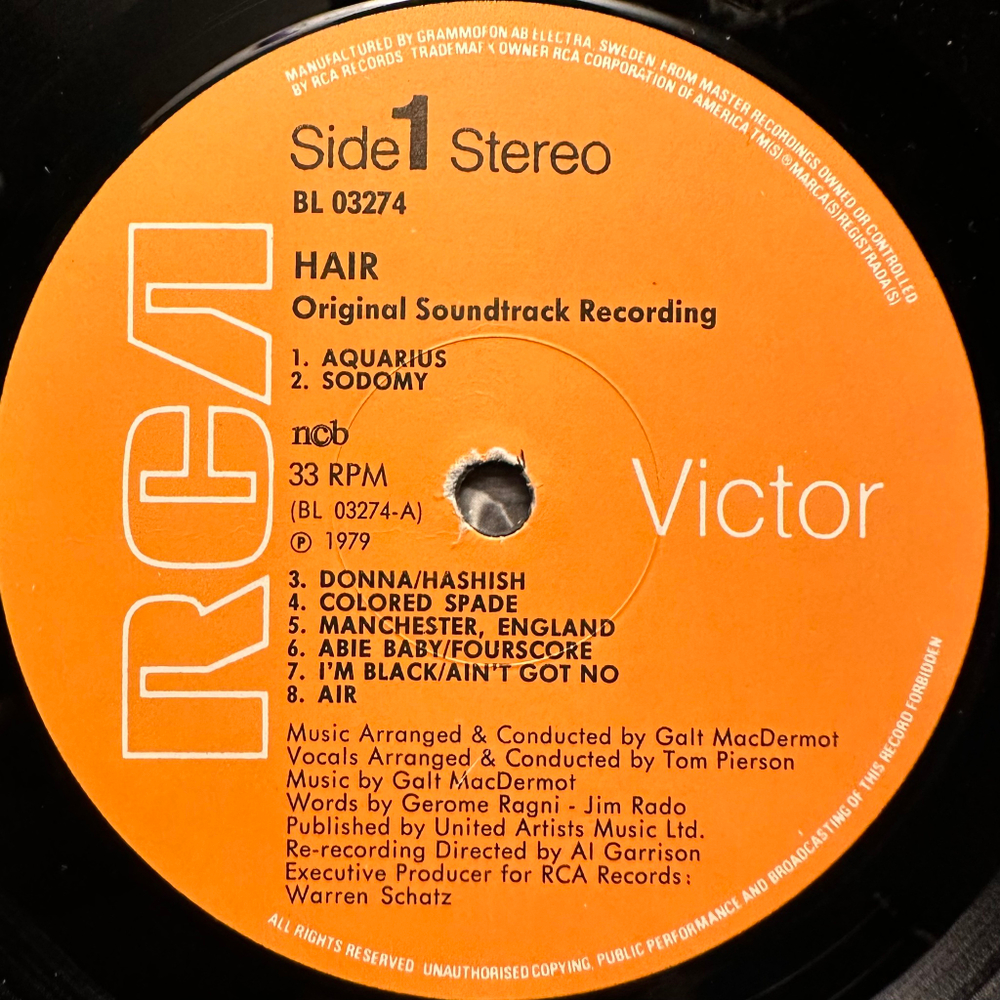 MANUFACTURED BY GRAMMOFON AB ELECTRA, SWEDEN, FROM MASTER RECORDINGS OWNED OR CONTROLLED
BY RCA RECORDS TRADEMARK OWNER RCA CORPORATION OF AMERICA TM(S) ® MARCA(S) REGISTRADA(S)
Side 1 Stereo
BL 03274
RCA
HAIR
Original Soundtrack Recording
1. AQUARIUS
2. SODOMY
ncb
33 RPM
(BL 03274-A)
Ⓟ 1979
Victor
3. DONNA/HASHISH
4. COLORED SPADE
5. MANCHESTER, ENGLAND
6. ABIE BABY/FOURSCORE
7. I'M BLACK/AIN'T GOT NO
8. AIR
Music Arranged & Conducted by Galt MacDermot
Vocals Arranged & Conducted by Tom Pierson
Music by Galt MacDermot
Words by Gerome Ragni - Jim Rado
Published by United Artists Music Ltd.
Re-recording Directed by Al Garrison
Executive Producer for RCA Records:
Warren Schatz
ALL RIGHTS RESERVED UNAUTHORISED COPYING, PUBLIC PERFORMANCE AND BROADCASTING OF THIS RECORD FORBIDDEN